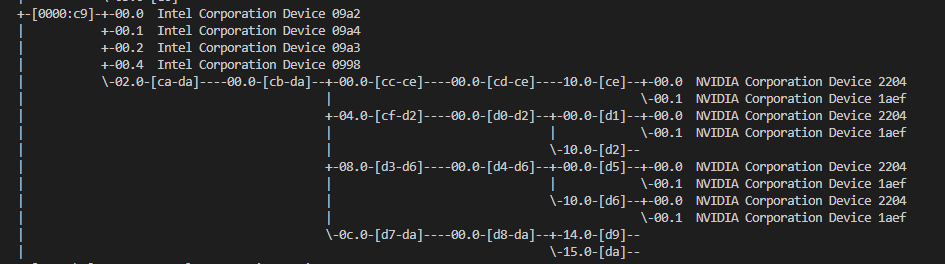 +-[0000:c9]-+-00.0  Intel Corporation Device 09a2
|           +-00.1  Intel Corporation Device 09a4
|           +-00.2  Intel Corporation Device 09a3
|           +-00.4  Intel Corporation Device 0998
|           \-02.0-[ca-da]----00.0-[cb-da]--+-00.0-[cc-ce]----00.0-[cd-ce]----10.0-[ce]--+-00.0  NVIDIA Corporation Device 2204
|                                           |                                            \-00.1  NVIDIA Corporation Device 1aef
|                                           +-04.0-[cf-d2]----00.0-[d0-d2]--+-00.0-[d1]--+-00.0  NVIDIA Corporation Device 2204
|                                           |                               |            \-00.1  NVIDIA Corporation Device 1aef
|                                           |                               \-10.0-[d2]--
|                                           +-08.0-[d3-d6]----00.0-[d4-d6]--+-00.0-[d5]--+-00.0  NVIDIA Corporation Device 2204
|                                           |                               |            \-00.1  NVIDIA Corporation Device 1aef
|                                           |                               \-10.0-[d6]--+-00.0  NVIDIA Corporation Device 2204
|                                           |                                            \-00.1  NVIDIA Corporation Device 1aef
|                                           \-0c.0-[d7-da]----00.0-[d8-da]--+-14.0-[d9]--
|                                                                           \-15.0-[da]--